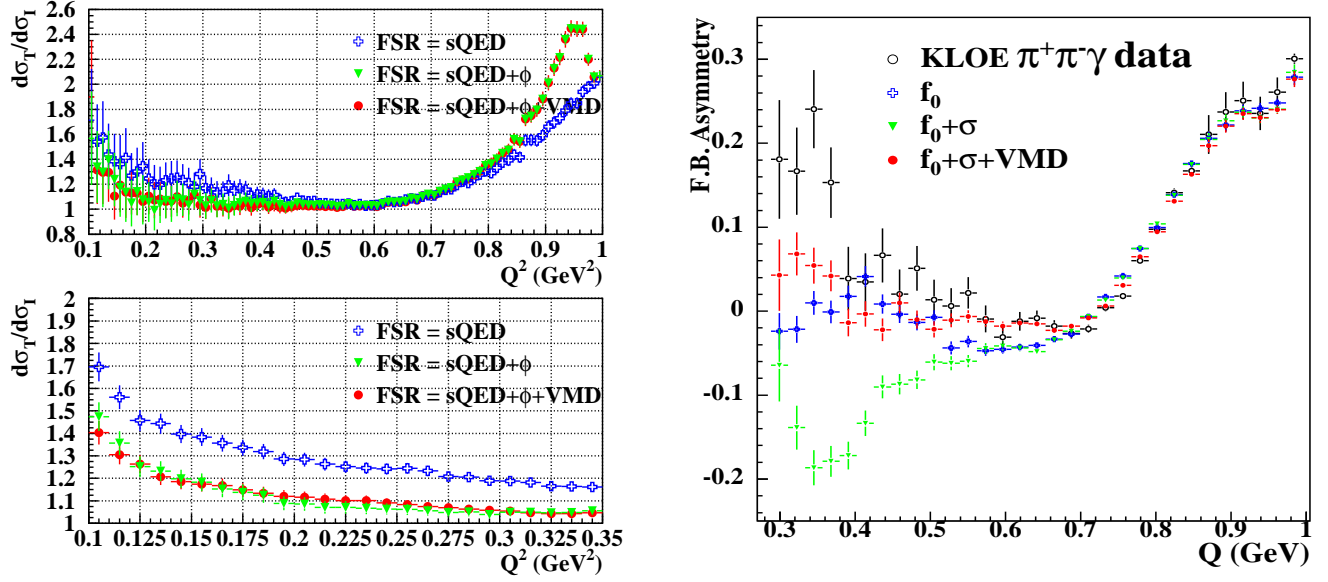 dσT/dσI
2.6
2.4
2.2
2
1.8
1.6
1.4
1.2
1
0.8
FSR = sQED
FSR = sQED+ϕ
FSR = sQED+ϕ+VMD
0.1 0.2 0.3 0.4 0.5 0.6 0.7 0.8 0.9 1
Q² (GeV²)
dσT/dσI
2
1.9
1.8
1.7
1.6
1.5
1.4
1.3
1.2
1.1
1
FSR = sQED
FSR = sQED+ϕ
FSR = sQED+ϕ+VMD
0.1 0.125 0.15 0.175 0.2 0.225 0.25 0.275 0.3 0.325 0.35
Q² (GeV²)
F.B. Asymmetry
0.3
0.2
0.1
0
-0.1
-0.2
KLOE π⁺π⁻γ data
f₀
f₀+σ
f₀+σ+VMD
0.3 0.4 0.5 0.6 0.7 0.8 0.9 1
Q (GeV)